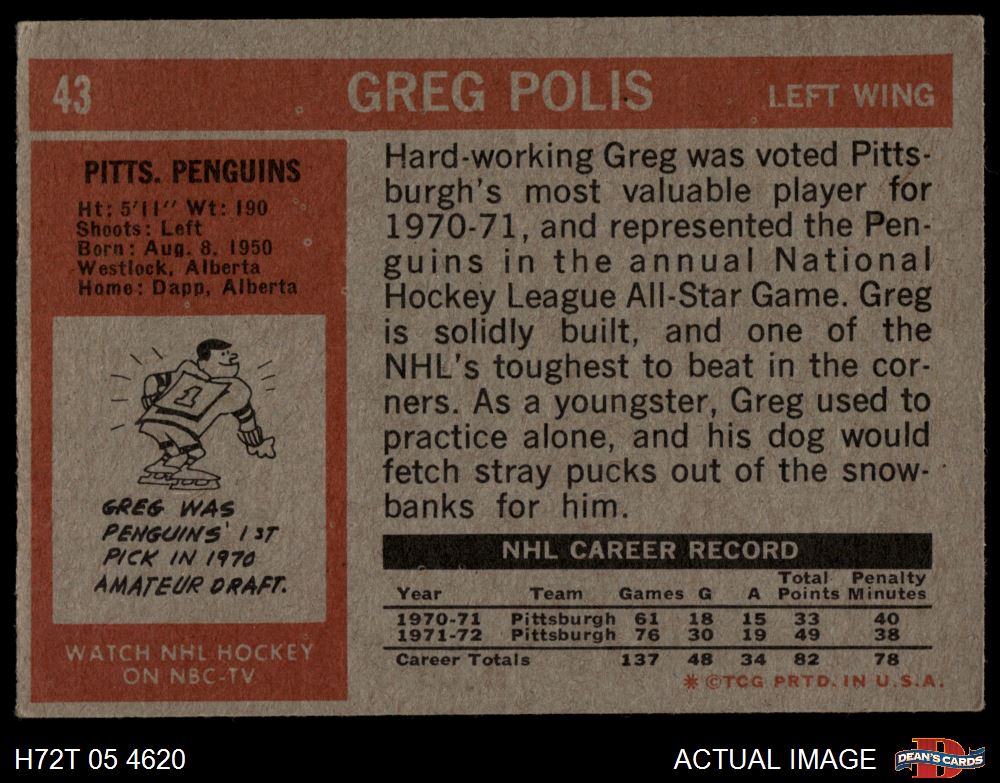 43 GREG POLIS LEFT WING
PITTS. PENGUINS
Ht: 5'11" Wt: 190
Shoots: Left
Born: Aug. 8, 1950
Westlock, Alberta
Home: Dapp, Alberta
1
GREG WAS
PENGUINS' 1ST
PICK IN 1970
AMATEUR DRAFT.
WATCH NHL HOCKEY
ON NBC-TV
Hard-working Greg was voted Pitts-
burgh's most valuable player for
1970-71, and represented the Pen-
guins in the annual National
Hockey League All-Star Game. Greg
is solidly built, and one of the
NHL's toughest to beat in the cor-
ners. As a youngster, Greg used to
practice alone, and his dog would
fetch stray pucks out of the snow-
banks for him.
NHL CAREER RECORD
Year Team Games G A Total Points Penalty Minutes
1970-71 Pittsburgh 61 18 15 33 40
1971-72 Pittsburgh 76 30 19 49 38
Career Totals 137 48 34 82 78
* ©TCG PRTD. IN U.S.A.
H72T 05 4620 ACTUAL IMAGE DEAN'S CARDS